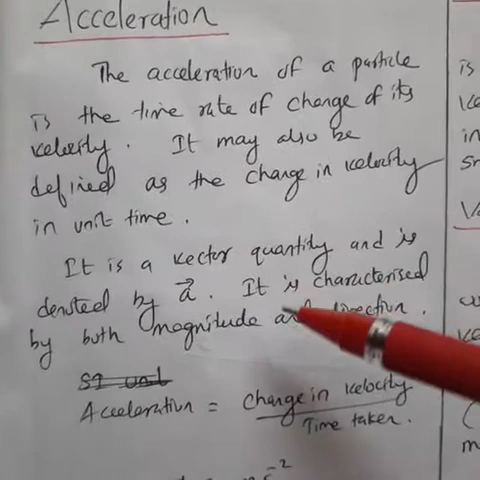 Acceleration
The acceleration of a particle
is the time rate of change of its
velocity. It may also be
defined as the change in velocity
in unit time.
It is a vector quantity and is
denoted by a⃗. It is characterised
by both magnitude and direction.
SI unit
Acceleration = Change in velocity
Time taken.
is
in